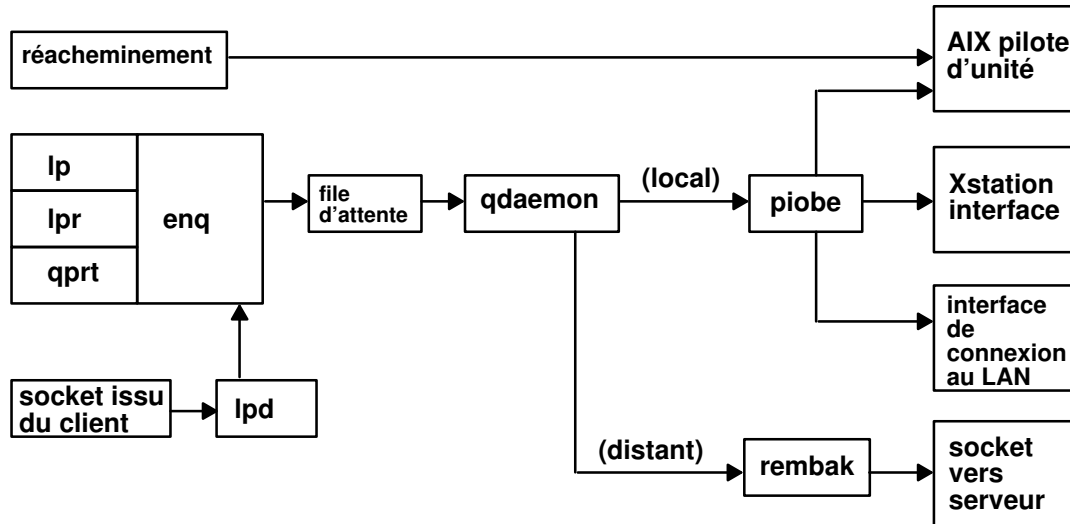 réacheminement
AIX pilote
d'unité
lp
lpr
qprt
enq
file
d'attente
qdaemon
(local)
piobe
Xstation
interface
interface
de
connexion
au LAN
socket issu
du client
lpd
(distant)
rembak
socket
vers
serveur